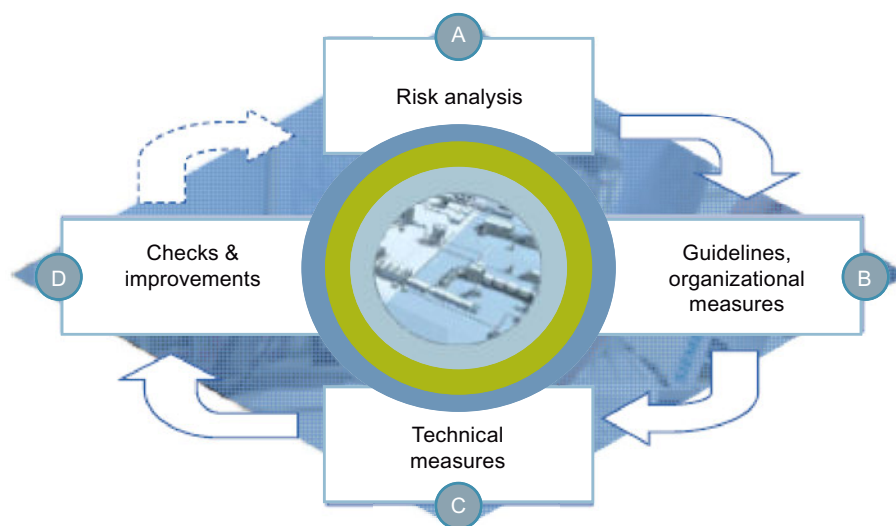 A
Risk analysis
B
Guidelines,
organizational
measures
C
Technical
measures
D
Checks &
improvements